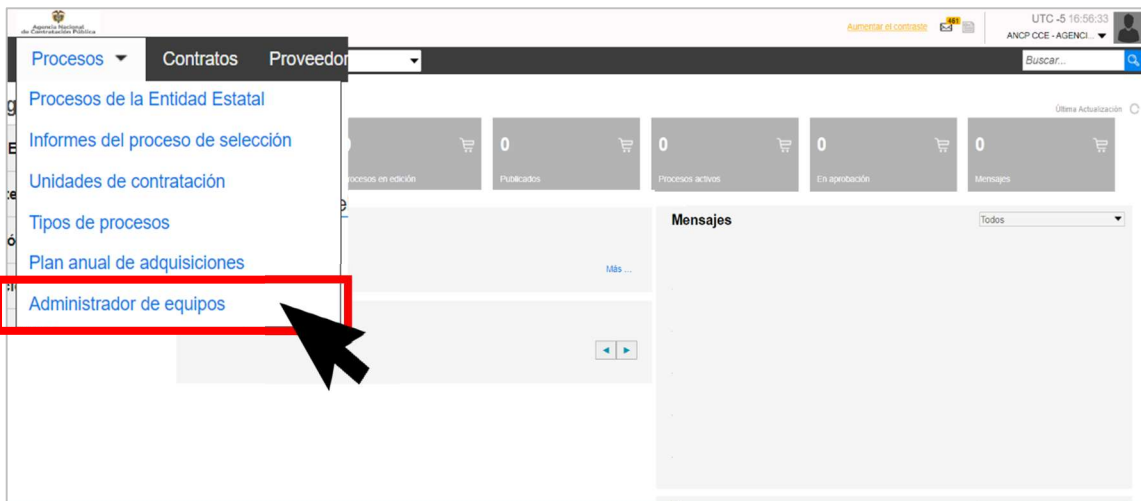 Agencia Nacional
de Contratación Pública
Aumentar el contraste
461
UTC -5 16:56:33
ANCP CCE - AGENCI...
Procesos
Contratos
Proveedor
Buscar...
Procesos de la Entidad Estatal
Informes del proceso de selección
Unidades de contratación
Tipos de procesos
Plan anual de adquisiciones
Administrador de equipos
Última Actualización
rocesos en edición
0
Publicados
0
Procesos activos
0
En aprobación
0
Mensajes
Más ...
Mensajes
Todos